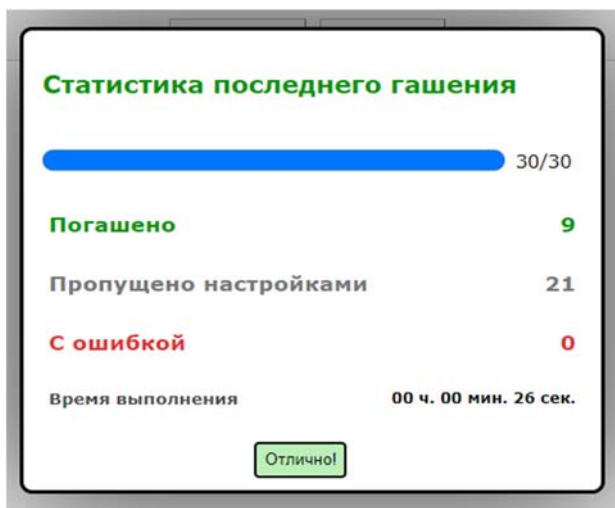 Статистика последнего гашения
30/30
Погашено 9
Пропущено настройками 21
С ошибкой 0
Время выполнения 00 ч. 00 мин. 26 сек.
Отлично!